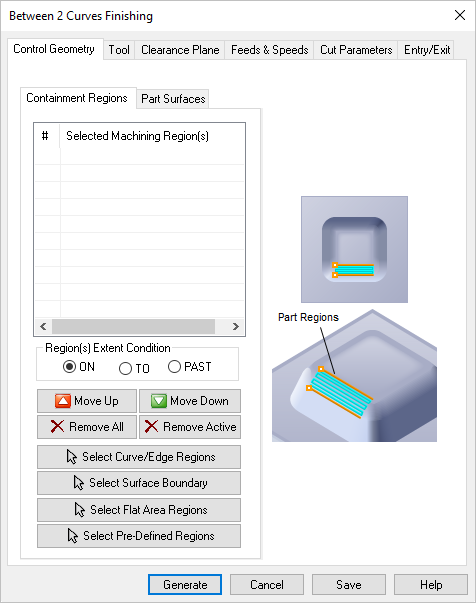 Between 2 Curves Finishing
Control Geometry Tool Clearance Plane Feeds & Speeds Cut Parameters Entry/Exit
Containment Regions Part Surfaces
# Selected Machining Region(s)
Region(s) Extent Condition
ON TO PAST
Move Up Move Down
Remove All Remove Active
Select Curve/Edge Regions
Select Surface Boundary
Select Flat Area Regions
Select Pre-Defined Regions
Part Regions
Generate Cancel Save Help